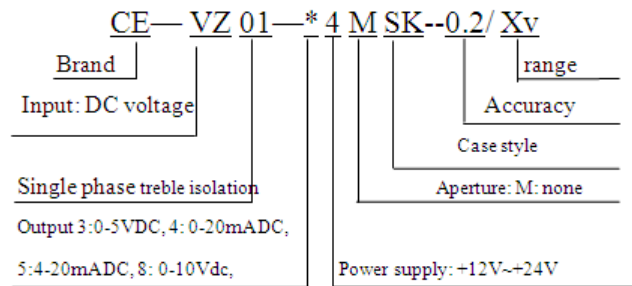 CE— VZ 01—* 4 M SK--0.2/ Xv
Brand
range
Input: DC voltage
Accuracy
Case style
Single phase treble isolation
Aperture: M: none
Output 3:0-5VDC, 4: 0-20mADC,
5:4-20mADC, 8: 0-10Vdc,
Power supply: +12V~+24V